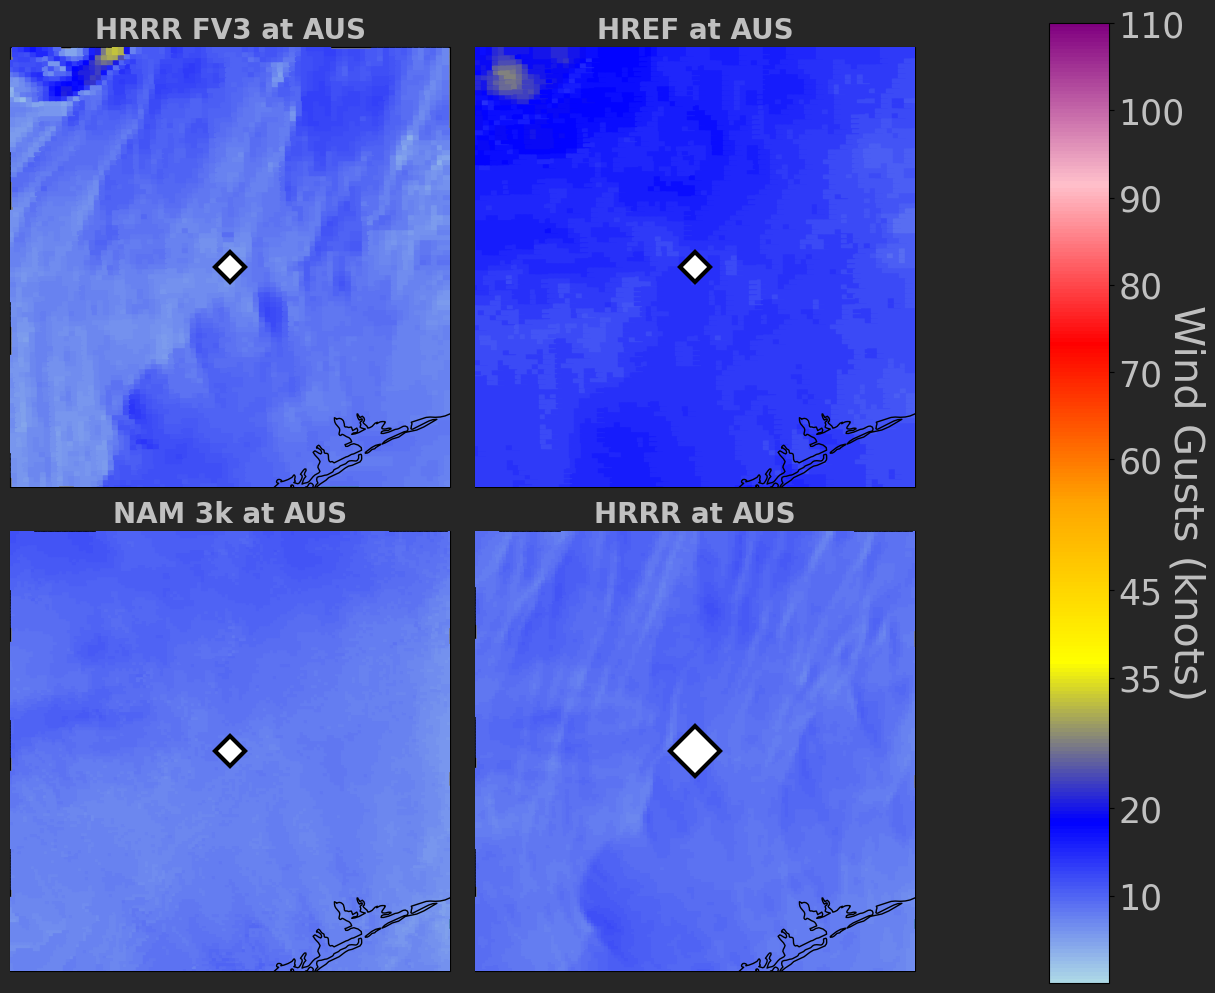 HRRR FV3 at AUS
HREF at AUS
NAM 3k at AUS
HRRR at AUS
110
100
90
80
70
60
45
35
20
10
Wind Gusts (knots)